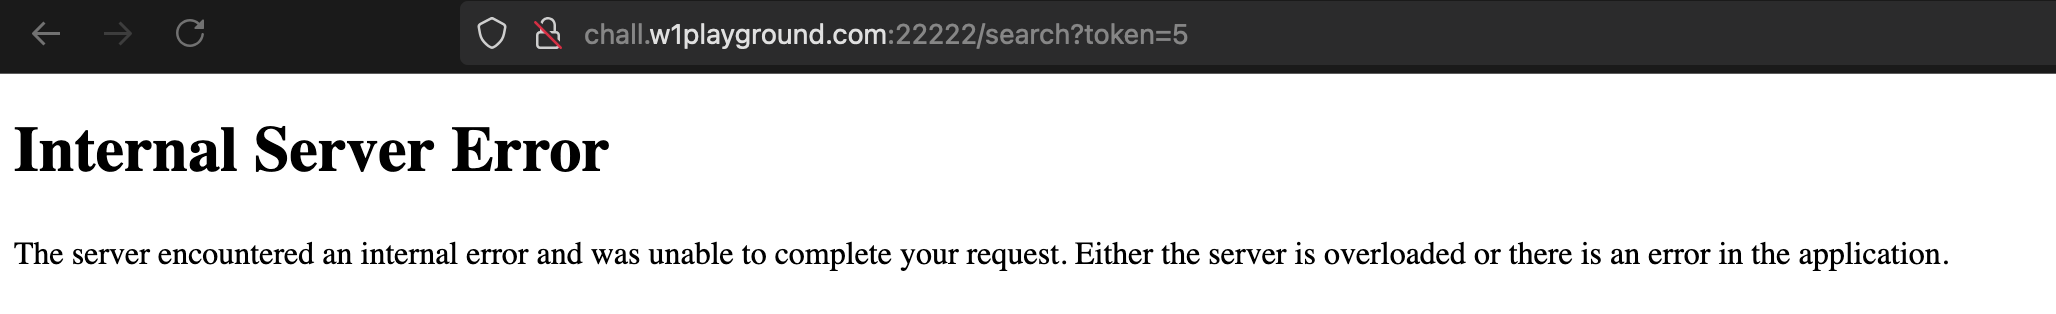 chall.w1playground.com:22222/search?token=5
Internal Server Error
The server encountered an internal error and was unable to complete your request. Either the server is overloaded or there is an error in the application.